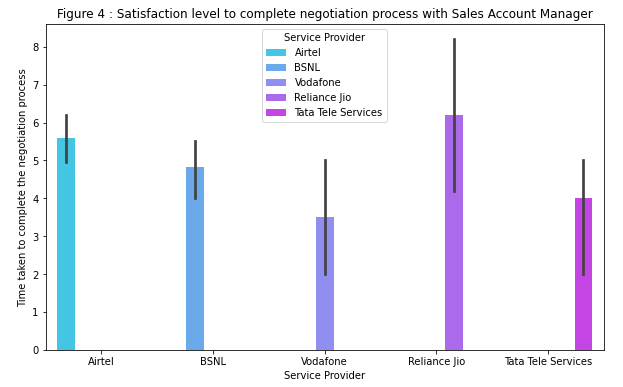 Figure 4 : Satisfaction level to complete negotiation process with Sales Account Manager
Service Provider
Airtel
BSNL
Vodafone
Reliance Jio
Tata Tele Services
Time taken to complete the negotiation process
8
7
6
5
4
3
2
1
0
Airtel BSNL Vodafone Reliance Jio Tata Tele Services
Service Provider